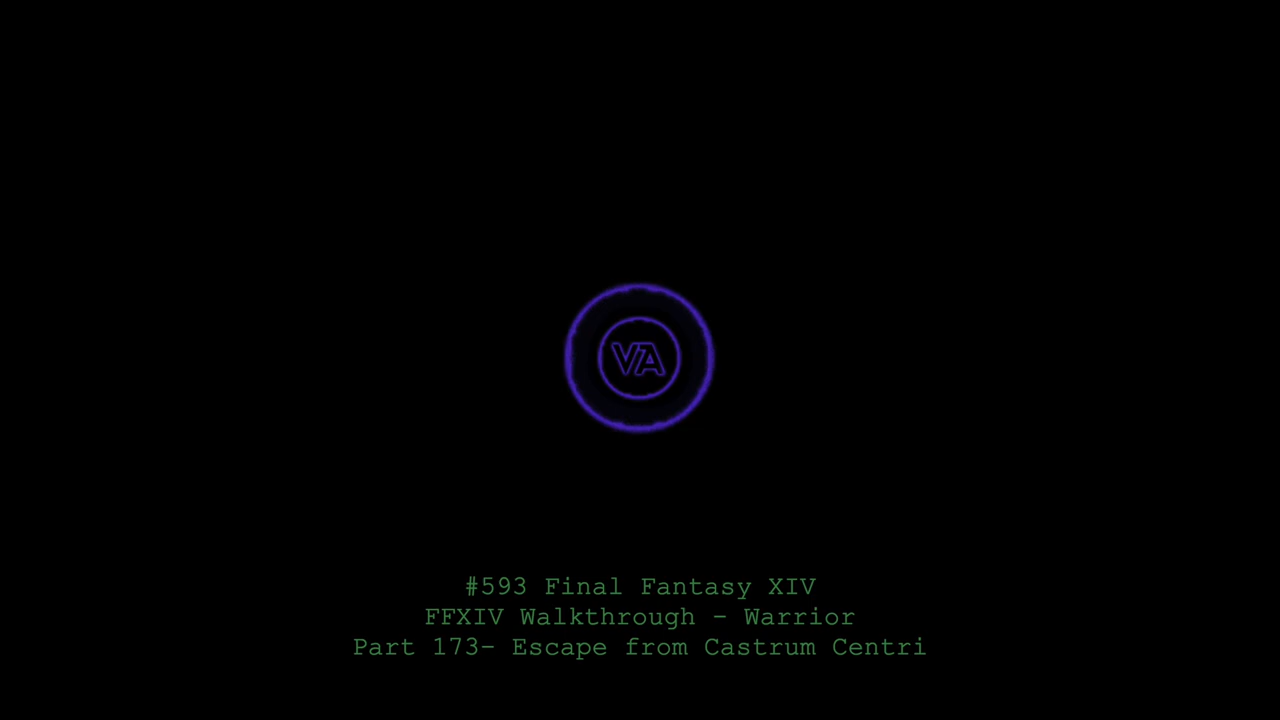 VA
#593 Final Fantasy XIV
FFXIV Walkthrough - Warrior
Part 173- Escape from Castrum Centri